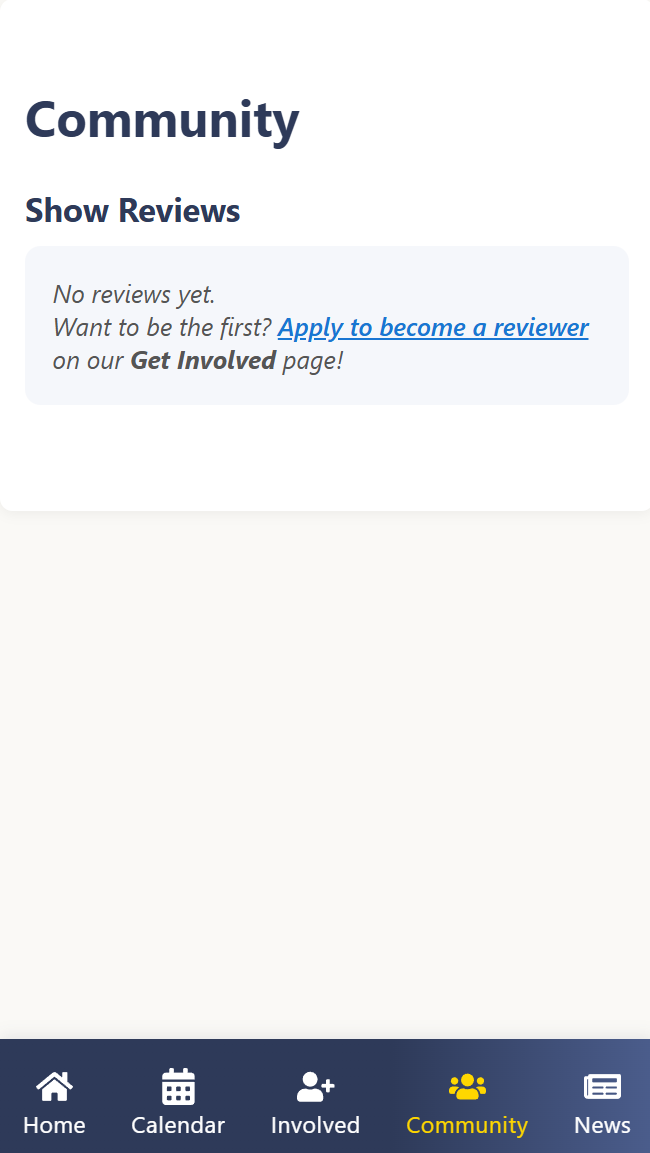 Community
Show Reviews
No reviews yet.
Want to be the first? Apply to become a reviewer
on our Get Involved page!
Home
Calendar
Involved
Community
News